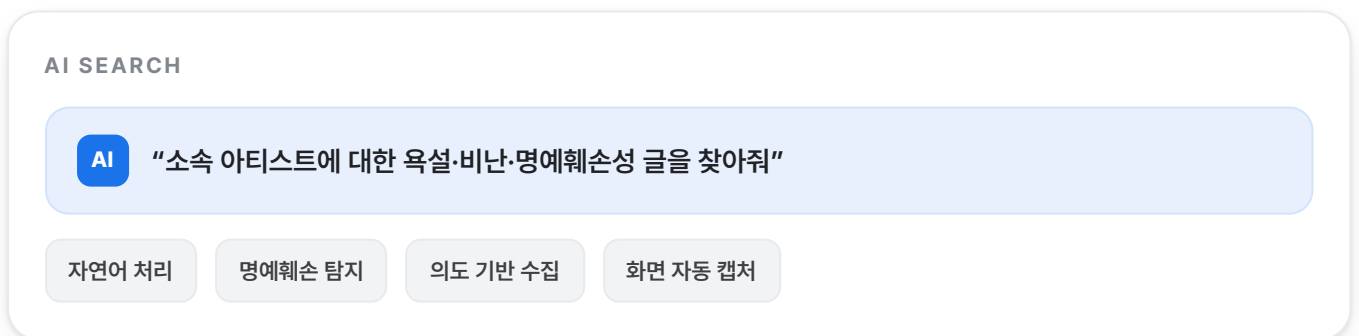 AI SEARCH
AI “소속 아티스트에 대한 욕설·비난·명예훼손성 글을 찾아줘”
자연어 처리 명예훼손 탐지 의도 기반 수집 화면 자동 캡처